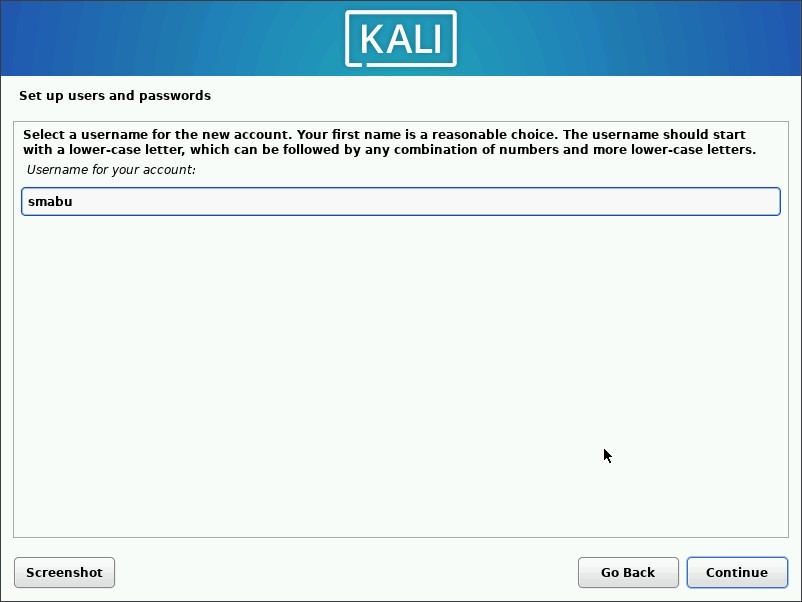 KALI
Set up users and passwords
Select a username for the new account. Your first name is a reasonable choice. The username should start
with a lower-case letter, which can be followed by any combination of numbers and more lower-case letters.
Username for your account:
smabu
Screenshot
Go Back
Continue